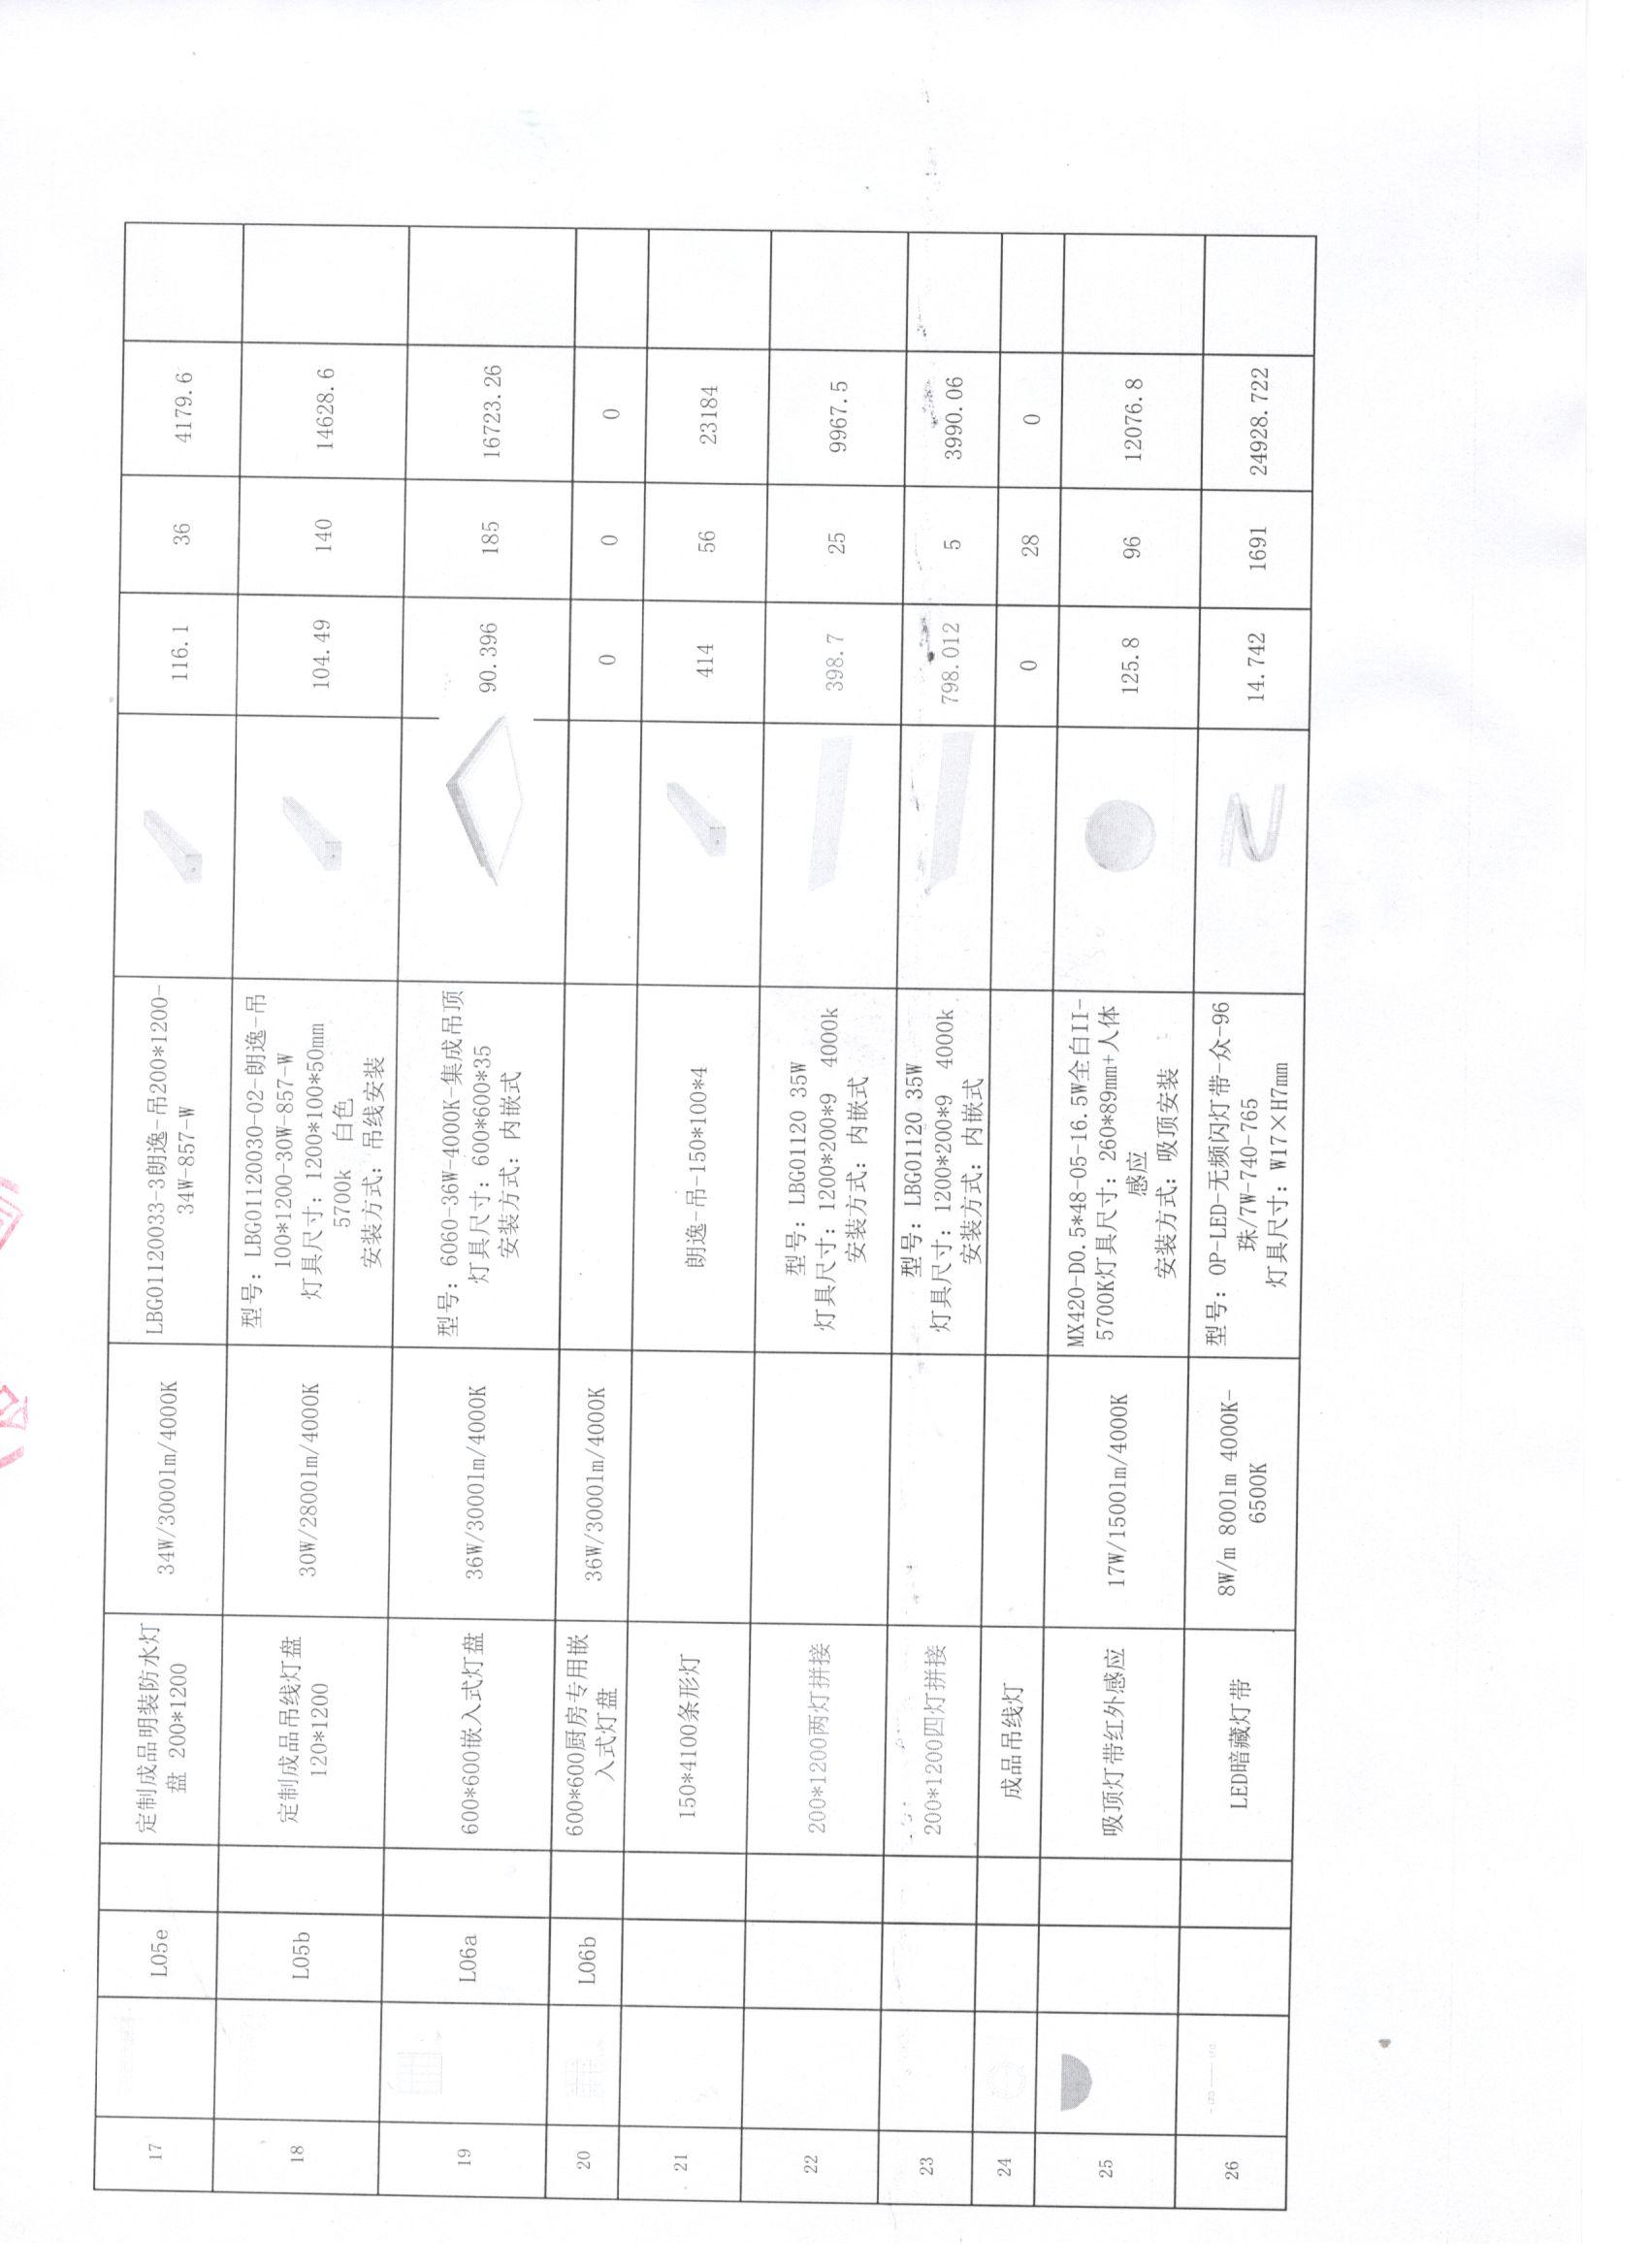 17
L05e
定制成品明装防水灯
盘 200*1200
34W/3000lm/4000K
LBG01120033-3朗逸-吊200*1200-
34W-857-W
116.1
36
4179.6
18
L05b
定制成品吊线灯盘
120*1200
30W/2800lm/4000K
型号：LBG01120030-02-朗逸-吊
100*1200-30W-857-W
灯具尺寸：1200*100*50mm
5700k 白色
安装方式：吊线安装
104.49
140
14628.6
19
L06a
600*600嵌入式灯盘
36W/3000lm/4000K
型号：6060-36W-4000K-集成吊顶
灯具尺寸：600*600*35
安装方式：内嵌式
90.396
185
16723.26
20
L06b
600*600厨房专用嵌
入式灯盘
36W/3000lm/4000K
0
0
0
21
150*4100条形灯
朗逸-吊-150*100*4
414
56
23184
22
200*1200两灯拼接
型号：LBG01120 35W
灯具尺寸：1200*200*9 4000k
安装方式：内嵌式
398.7
25
9967.5
23
200*1200四灯拼接
型号：LBG01120 35W
灯具尺寸：1200*200*9 4000k
安装方式：内嵌式
798.012
5
3990.06
24
成品吊线灯
0
28
0
25
吸顶灯带红外感应
17W/1500lm/4000K
MX420-D0.5*48-05-16.5W全白II-
5700K灯具尺寸：260*89mm+人体
感应
安装方式：吸顶安装
125.8
96
12076.8
26
LED暗藏灯带
8W/m 800lm 4000K-
6500K
型号：OP-LED-无频闪灯带-众-96
珠/7W-740-765
灯具尺寸：W17×H7mm
14.742
1691
24928.722